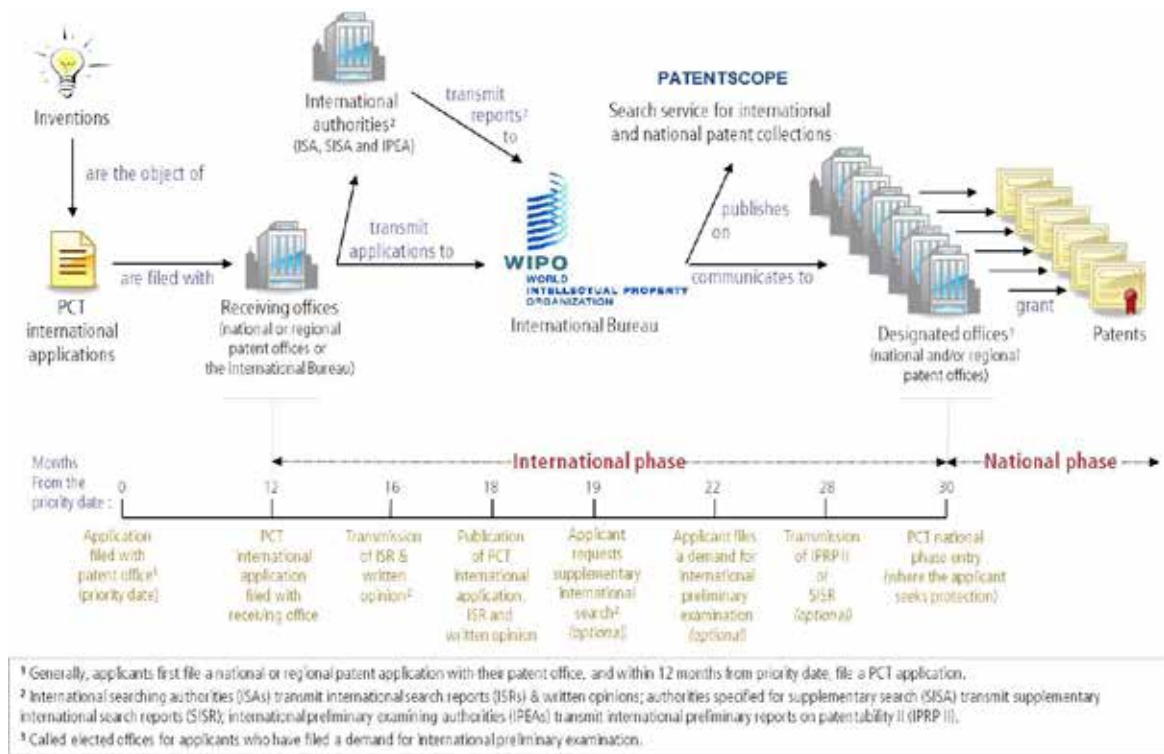 Inventions
are the object of
PCT
international
applications
are filed with
Receiving offices
(national or regional
patent offices or
the International Bureau)
International
authorities²
(ISA, SISA and IPEA)
transmit
applications to
transmit
reports²
to
WIPO
WORLD
INTELLECTUAL PROPERTY
ORGANIZATION
International Bureau
PATENTSCOPE
Search service for international
and national patent collections
publishes
on
communicates to
Designated offices³
(national and/or regional
patent offices)
grant
Patents
International phase
National phase
Months
From the
priority date :
0
12
16
18
19
22
28
30
Application
filed with
patent office¹
(priority date)
PCT
international
application
filed with
receiving office
Transmission
of ISR &
written
opinion²
Publication
of PCT
international
application,
ISR and
written opinion
Applicant
requests
supplementary
international
search²
(optional)
Applicant files
a demand for
international
preliminary
examination
(optional)
Transmission
of IPRP II
or
SISR
(optional)
PCT national
phase entry
(where the applicant
seeks protection)
¹ Generally, applicants first file a national or regional patent application with their patent office, and within 12 months from priority date, file a PCT application.
² International searching authorities (ISAs) transmit international search reports (ISRs) & written opinions; authorities specified for supplementary search (SISA) transmit supplementary
international search reports (SISR); international preliminary examining authorities (IPEAs) transmit international preliminary reports on patentability II (IPRP II).
³ Called elected offices for applicants who have filed a demand for international preliminary examination.